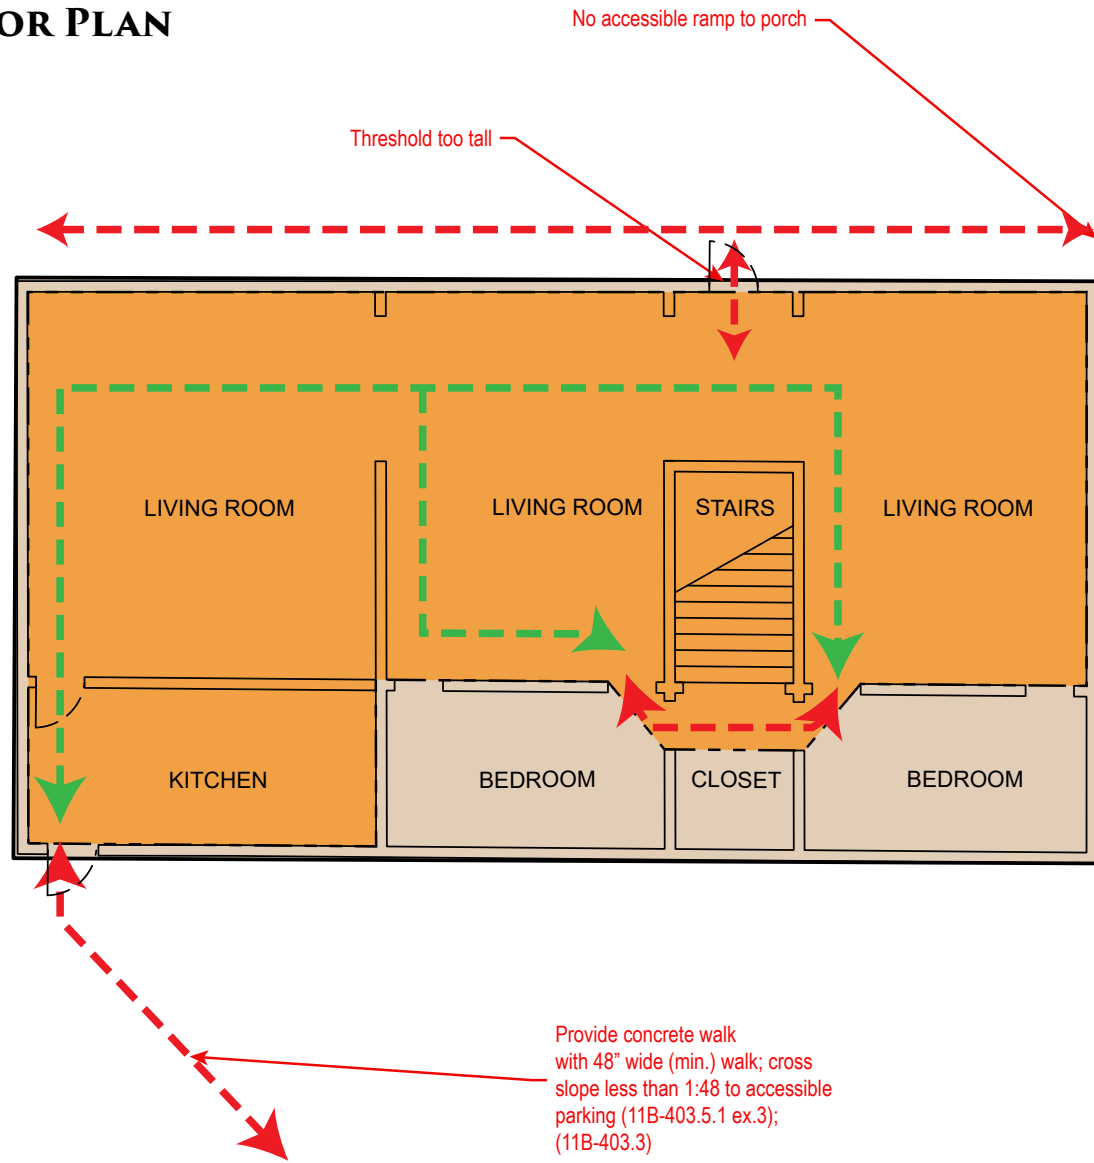 OR PLAN
No accessible ramp to porch
Threshold too tall
LIVING ROOM
LIVING ROOM
STAIRS
LIVING ROOM
KITCHEN
BEDROOM
CLOSET
BEDROOM
Provide concrete walk
with 48” wide (min.) walk; cross
slope less than 1:48 to accessible
parking (11B-403.5.1 ex.3);
(11B-403.3)